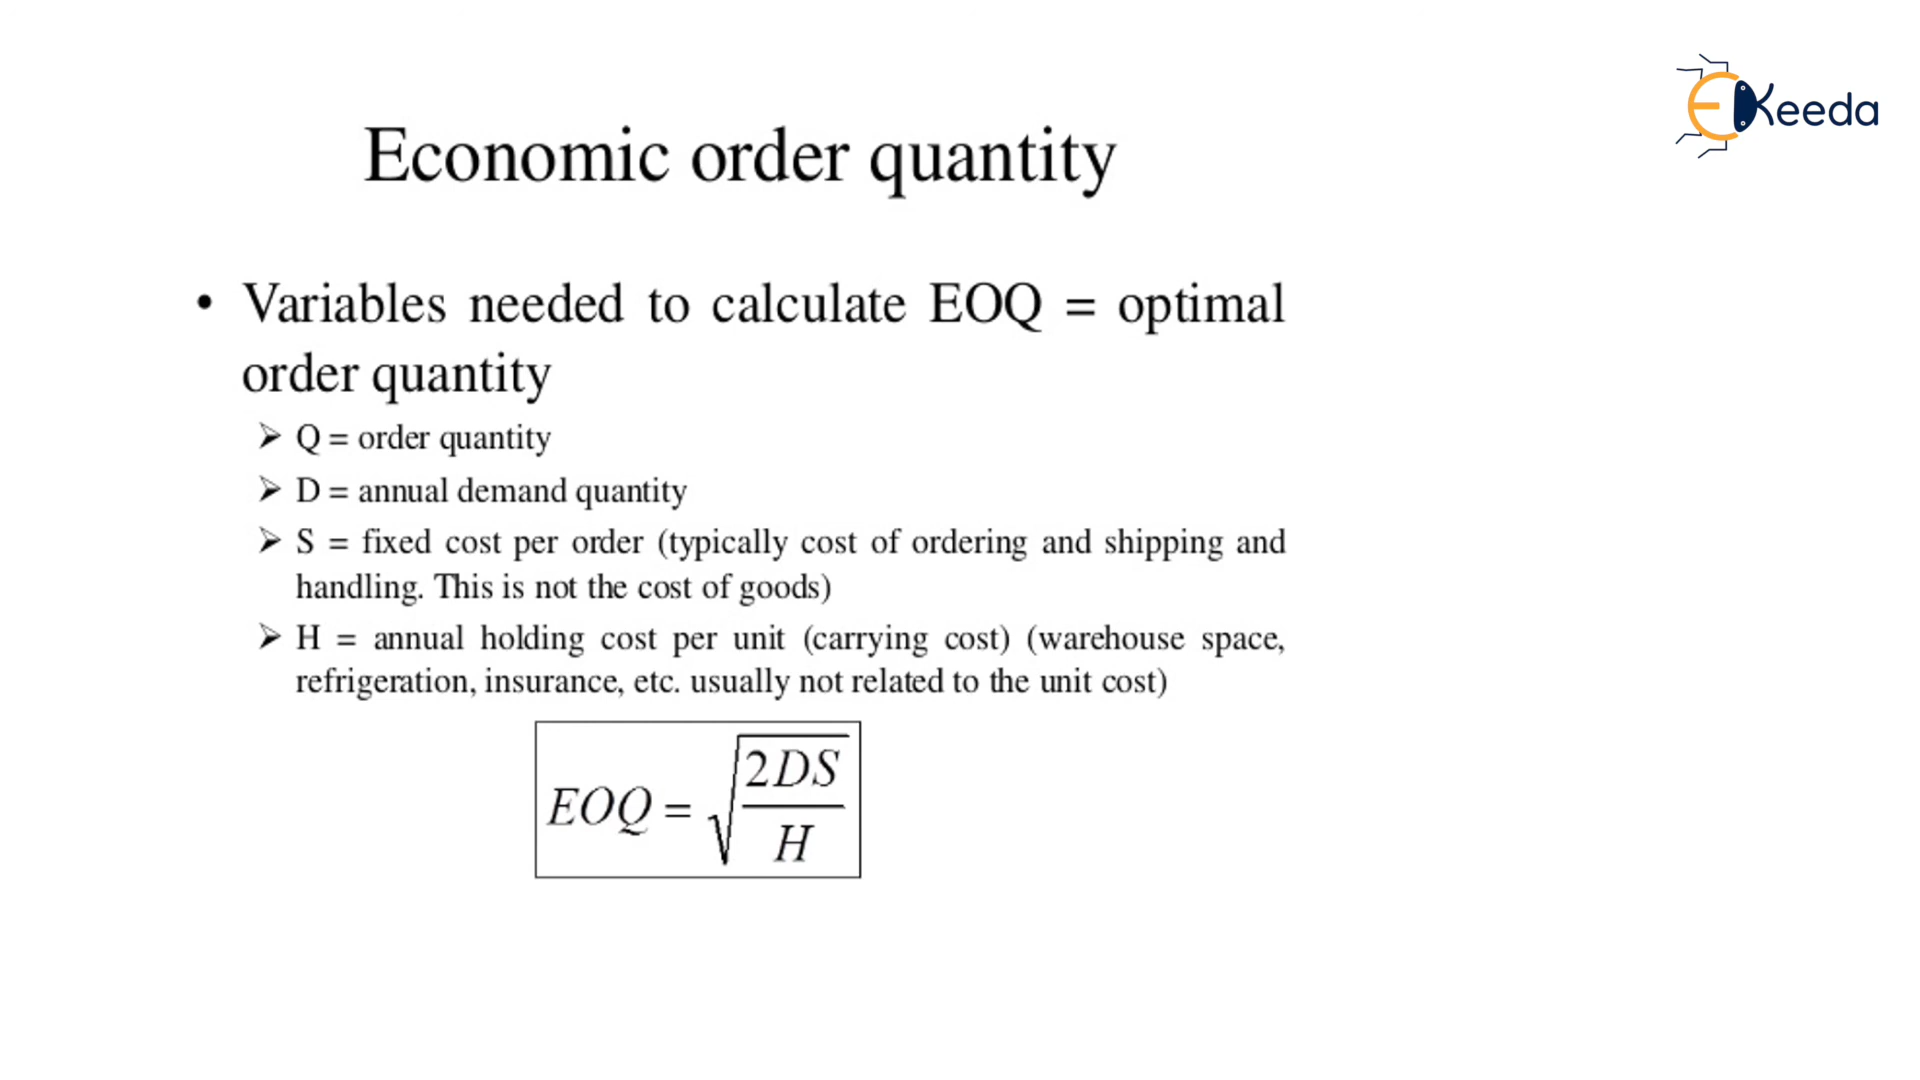 EKeeda
Economic order quantity
• Variables needed to calculate EOQ = optimal
order quantity
➢ Q = order quantity
➢ D = annual demand quantity
➢ S = fixed cost per order (typically cost of ordering and shipping and
handling. This is not the cost of goods)
➢ H = annual holding cost per unit (carrying cost) (warehouse space,
refrigeration, insurance, etc. usually not related to the unit cost)
EOQ = √(2DS/H)